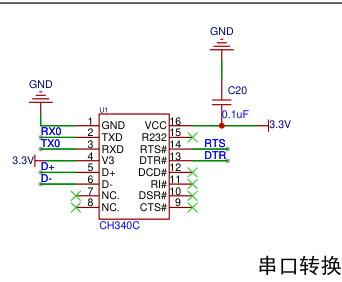 GND
C20
0.1uF
3.3V
GND
U1
RX0
TX0
3.3V
D+
D-
1 GND VCC 16
2 TXD R232 15
3 RXD RTS# 14 RTS
4 V3 DTR# 13 DTR
5 D+ DCD# 12
6 D- RI# 11
7 NC. DSR# 10
8 NC. CTS# 9
CH340C
串口转换